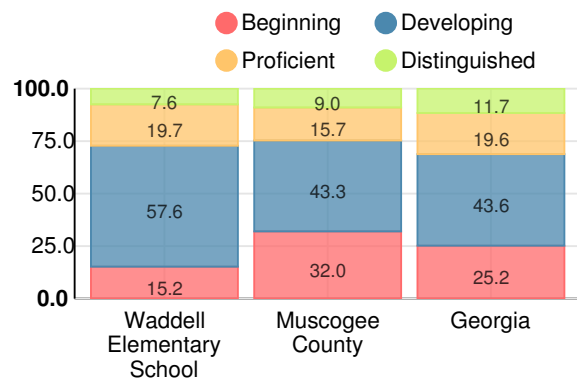 Beginning Developing
Proficient Distinguished
100.0
7.6 9.0 11.7
19.7 15.7 19.6
75.0
57.6 43.3 43.6
50.0
25.0
15.2 32.0 25.2
0.0
Waddell Elementary School
Muscogee County
Georgia